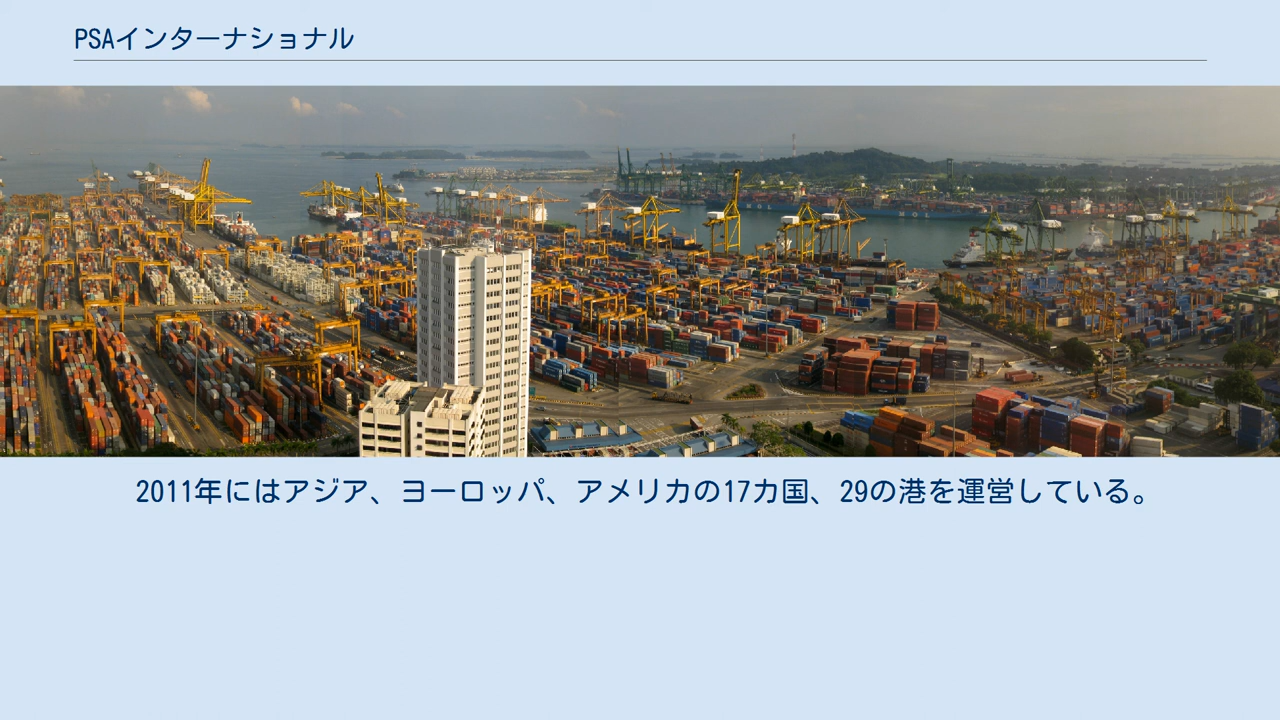 PSAインターナショナル
2011年にはアジア、ヨーロッパ、アメリカの17カ国、29の港を運営している。